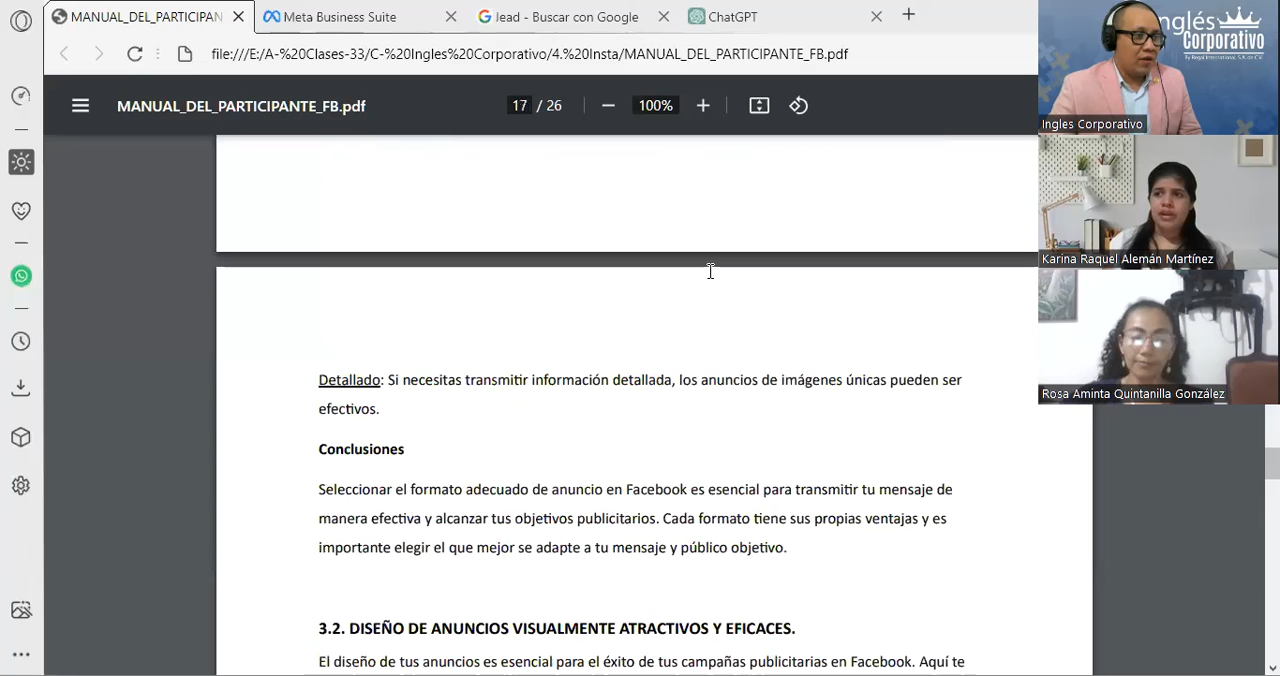 MANUAL_DEL_PARTICIPAN
Meta Business Suite
lead - Buscar con Google
ChatGPT
file:///E:/A-%20Clases-33/C-%20Ingles%20Corporativo/4.%20Insta/MANUAL_DEL_PARTICIPANTE_FB.pdf
MANUAL_DEL_PARTICIPANTE_FB.pdf
17 / 26
100%
Inglés
Corporativo
Ingles Corporativo
Karina Raquel Alemán Martínez
Rosa Aminta Quintanilla González
Detallado: Si necesitas transmitir información detallada, los anuncios de imágenes únicas pueden ser
efectivos.
Conclusiones
Seleccionar el formato adecuado de anuncio en Facebook es esencial para transmitir tu mensaje de
manera efectiva y alcanzar tus objetivos publicitarios. Cada formato tiene sus propias ventajas y es
importante elegir el que mejor se adapte a tu mensaje y público objetivo.
3.2. DISEÑO DE ANUNCIOS VISUALMENTE ATRACTIVOS Y EFICACES.
El diseño de tus anuncios es esencial para el éxito de tus campañas publicitarias en Facebook. Aquí te